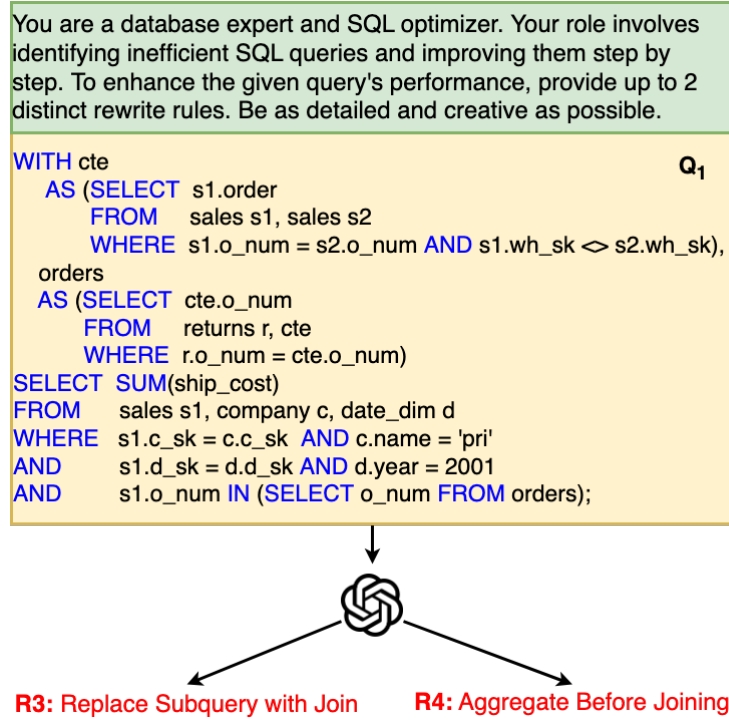 You are a database expert and SQL optimizer. Your role involves
identifying inefficient SQL queries and improving them step by
step. To enhance the given query's performance, provide up to 2
distinct rewrite rules. Be as detailed and creative as possible.
WITH cte
Q1
AS (SELECT s1.order
FROM sales s1, sales s2
WHERE s1.o_num = s2.o_num AND s1.wh_sk <> s2.wh_sk),
orders
AS (SELECT cte.o_num
FROM returns r, cte
WHERE r.o_num = cte.o_num)
SELECT SUM(ship_cost)
FROM sales s1, company c, date_dim d
WHERE s1.c_sk = c.c_sk AND c.name = 'pri'
AND s1.d_sk = d.d_sk AND d.year = 2001
AND s1.o_num IN (SELECT o_num FROM orders);
R3: Replace Subquery with Join
R4: Aggregate Before Joining